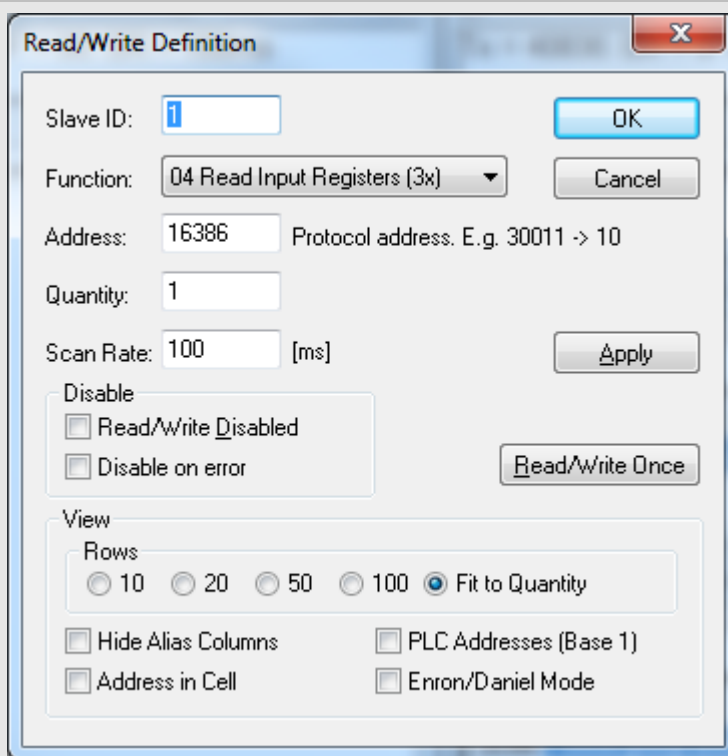 Read/Write Definition
Slave ID: 1
OK
Function: 04 Read Input Registers (3x)
Cancel
Address: 16386 Protocol address. E.g. 30011 -> 10
Quantity: 1
Scan Rate: 100 [ms]
Apply
Disable
Read/Write Disabled
Disable on error
Read/Write Once
View
Rows
10 20 50 100 Fit to Quantity
Hide Alias Columns PLC Addresses (Base 1)
Address in Cell Enron/Daniel Mode